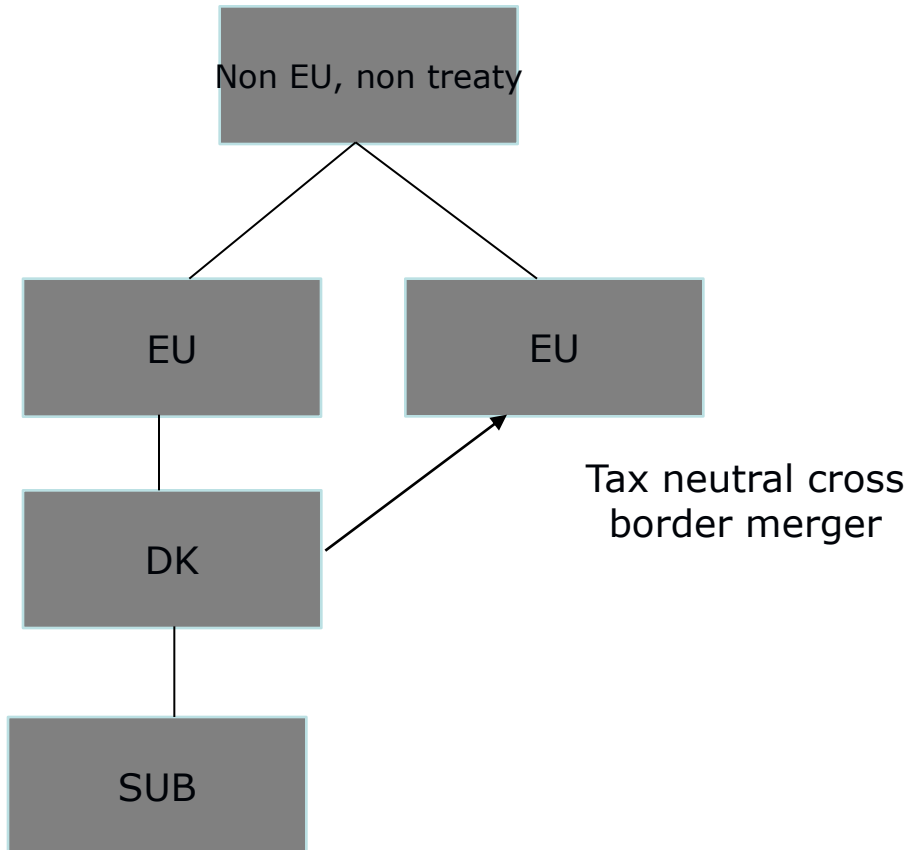 Non EU, non treaty
EU
EU
Tax neutral cross
border merger
DK
SUB